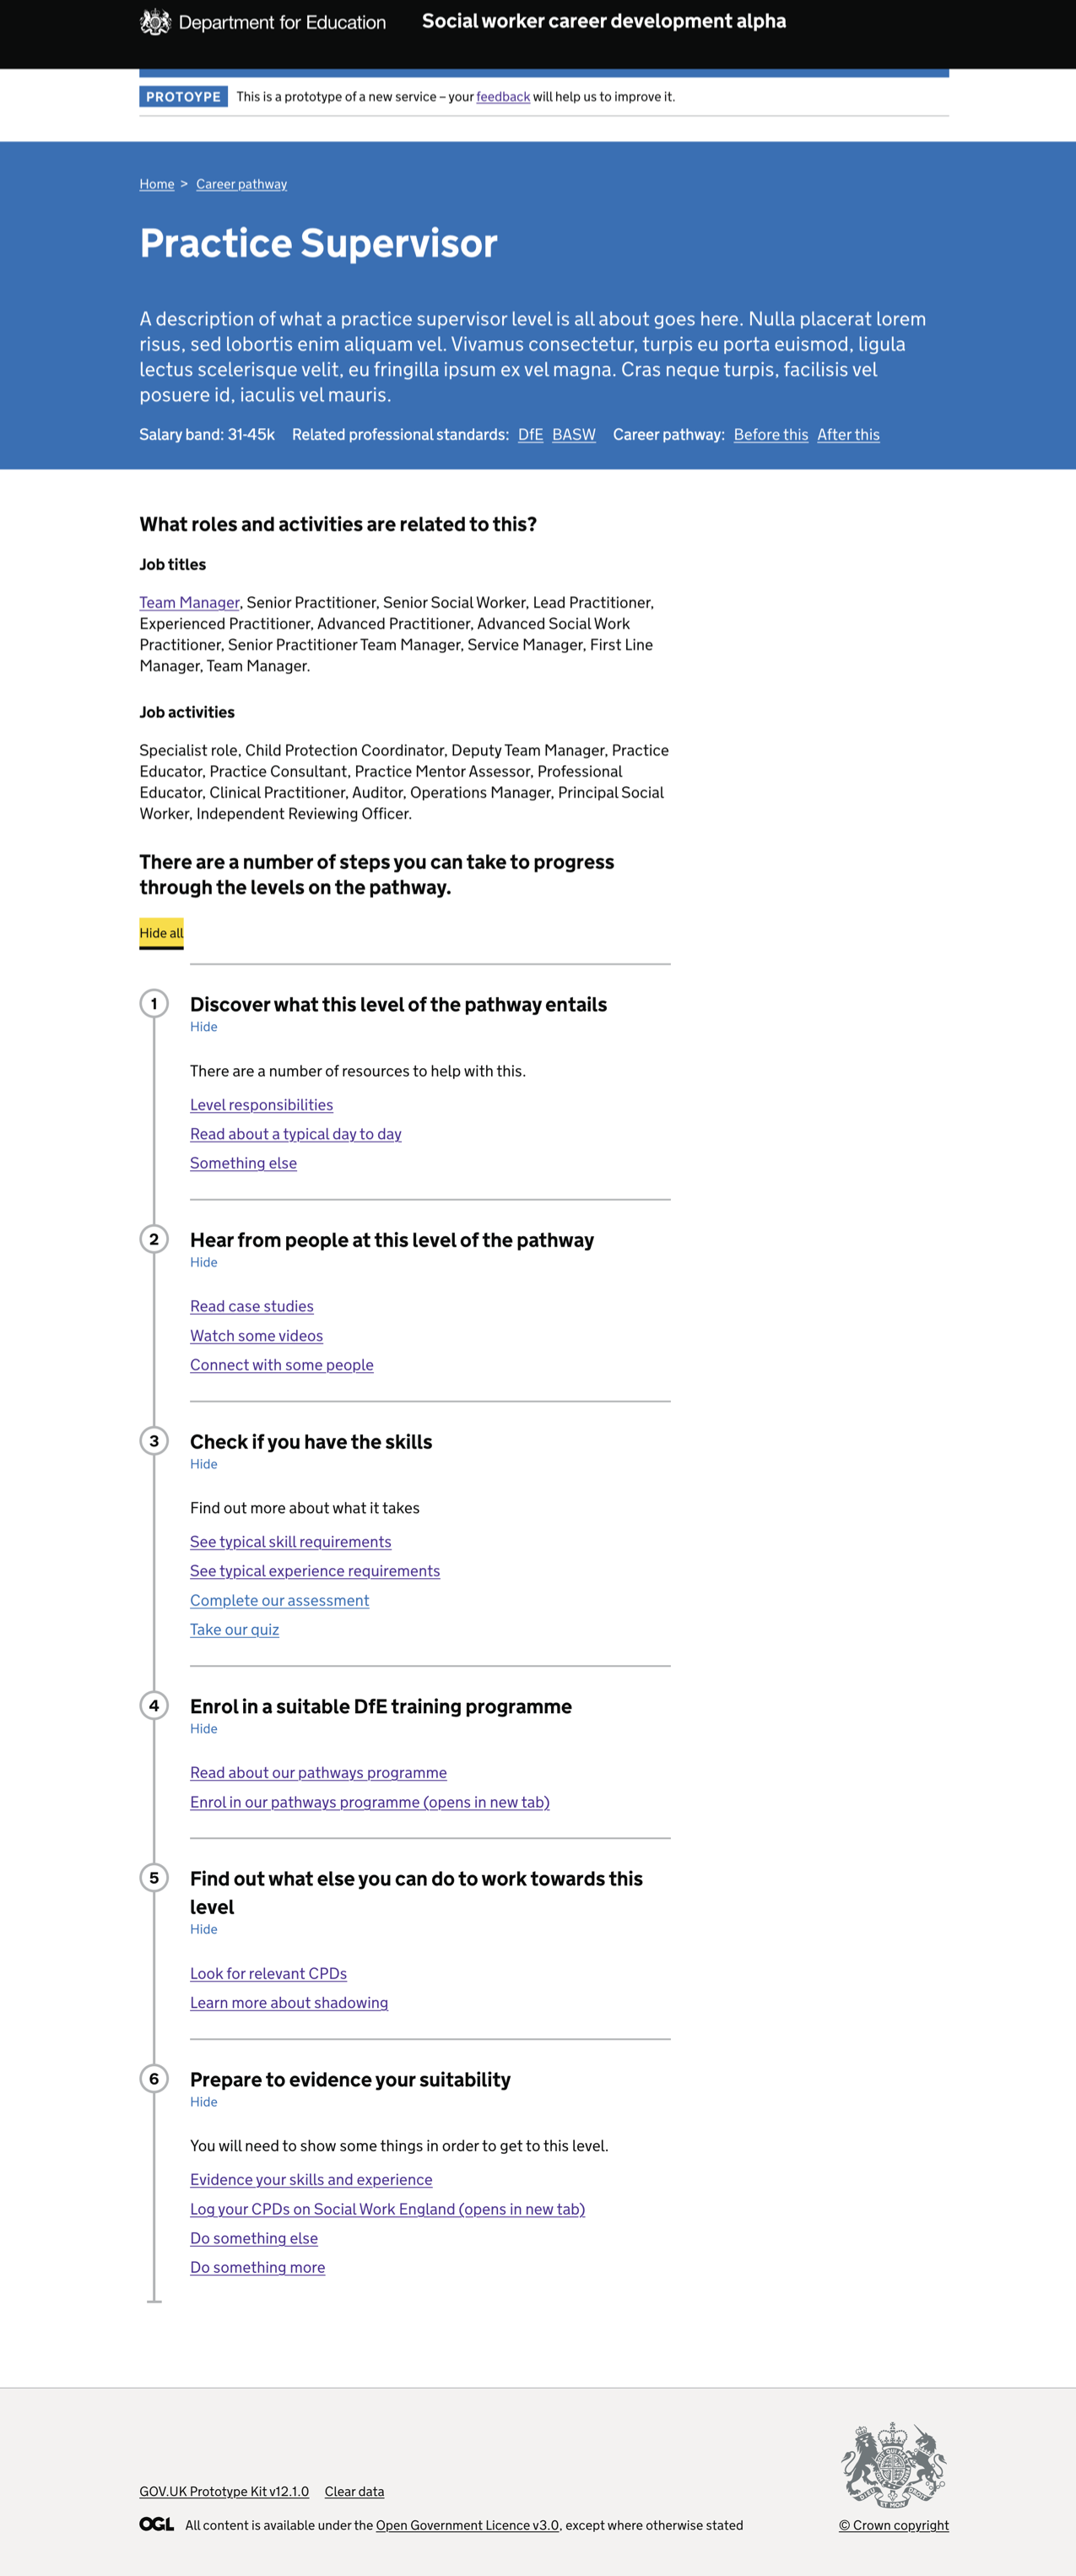 Department for Education
Social worker career development alpha
PROTOYPE This is a prototype of a new service – your feedback will help us to improve it.
Home > Career pathway
Practice Supervisor
A description of what a practice supervisor level is all about goes here. Nulla placerat lorem
risus, sed lobortis enim aliquam vel. Vivamus consectetur, turpis eu porta euismod, ligula
lectus scelerisque velit, eu fringilla ipsum ex vel magna. Cras neque turpis, facilisis vel
posuere id, iaculis vel mauris.
Salary band: 31-45k Related professional standards: DfE BASW Career pathway: Before this After this
What roles and activities are related to this?
Job titles
Team Manager, Senior Practitioner, Senior Social Worker, Lead Practitioner,
Experienced Practitioner, Advanced Practitioner, Advanced Social Work
Practitioner, Senior Practitioner Team Manager, Service Manager, First Line
Manager, Team Manager.
Job activities
Specialist role, Child Protection Coordinator, Deputy Team Manager, Practice
Educator, Practice Consultant, Practice Mentor Assessor, Professional
Educator, Clinical Practitioner, Auditor, Operations Manager, Principal Social
Worker, Independent Reviewing Officer.
There are a number of steps you can take to progress
through the levels on the pathway.
Hide all
1 Discover what this level of the pathway entails
Hide
There are a number of resources to help with this.
Level responsibilities
Read about a typical day to day
Something else
2 Hear from people at this level of the pathway
Hide
Read case studies
Watch some videos
Connect with some people
3 Check if you have the skills
Hide
Find out more about what it takes
See typical skill requirements
See typical experience requirements
Complete our assessment
Take our quiz
4 Enrol in a suitable DfE training programme
Hide
Read about our pathways programme
Enrol in our pathways programme (opens in new tab)
5 Find out what else you can do to work towards this
level
Hide
Look for relevant CPDs
Learn more about shadowing
6 Prepare to evidence your suitability
Hide
You will need to show some things in order to get to this level.
Evidence your skills and experience
Log your CPDs on Social Work England (opens in new tab)
Do something else
Do something more
GOV.UK Prototype Kit v12.1.0 Clear data
OGL All content is available under the Open Government Licence v3.0, except where otherwise stated
© Crown copyright